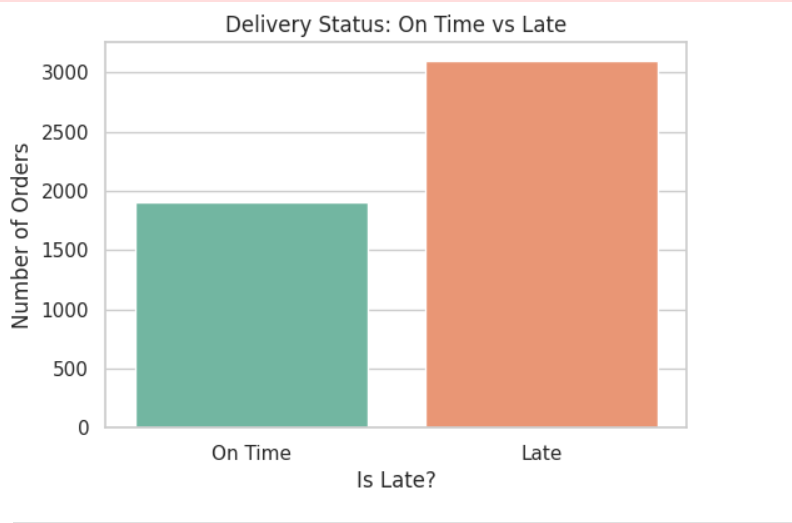 Delivery Status: On Time vs Late
Number of Orders
3000
2500
2000
1500
1000
500
0
On Time Late
Is Late?